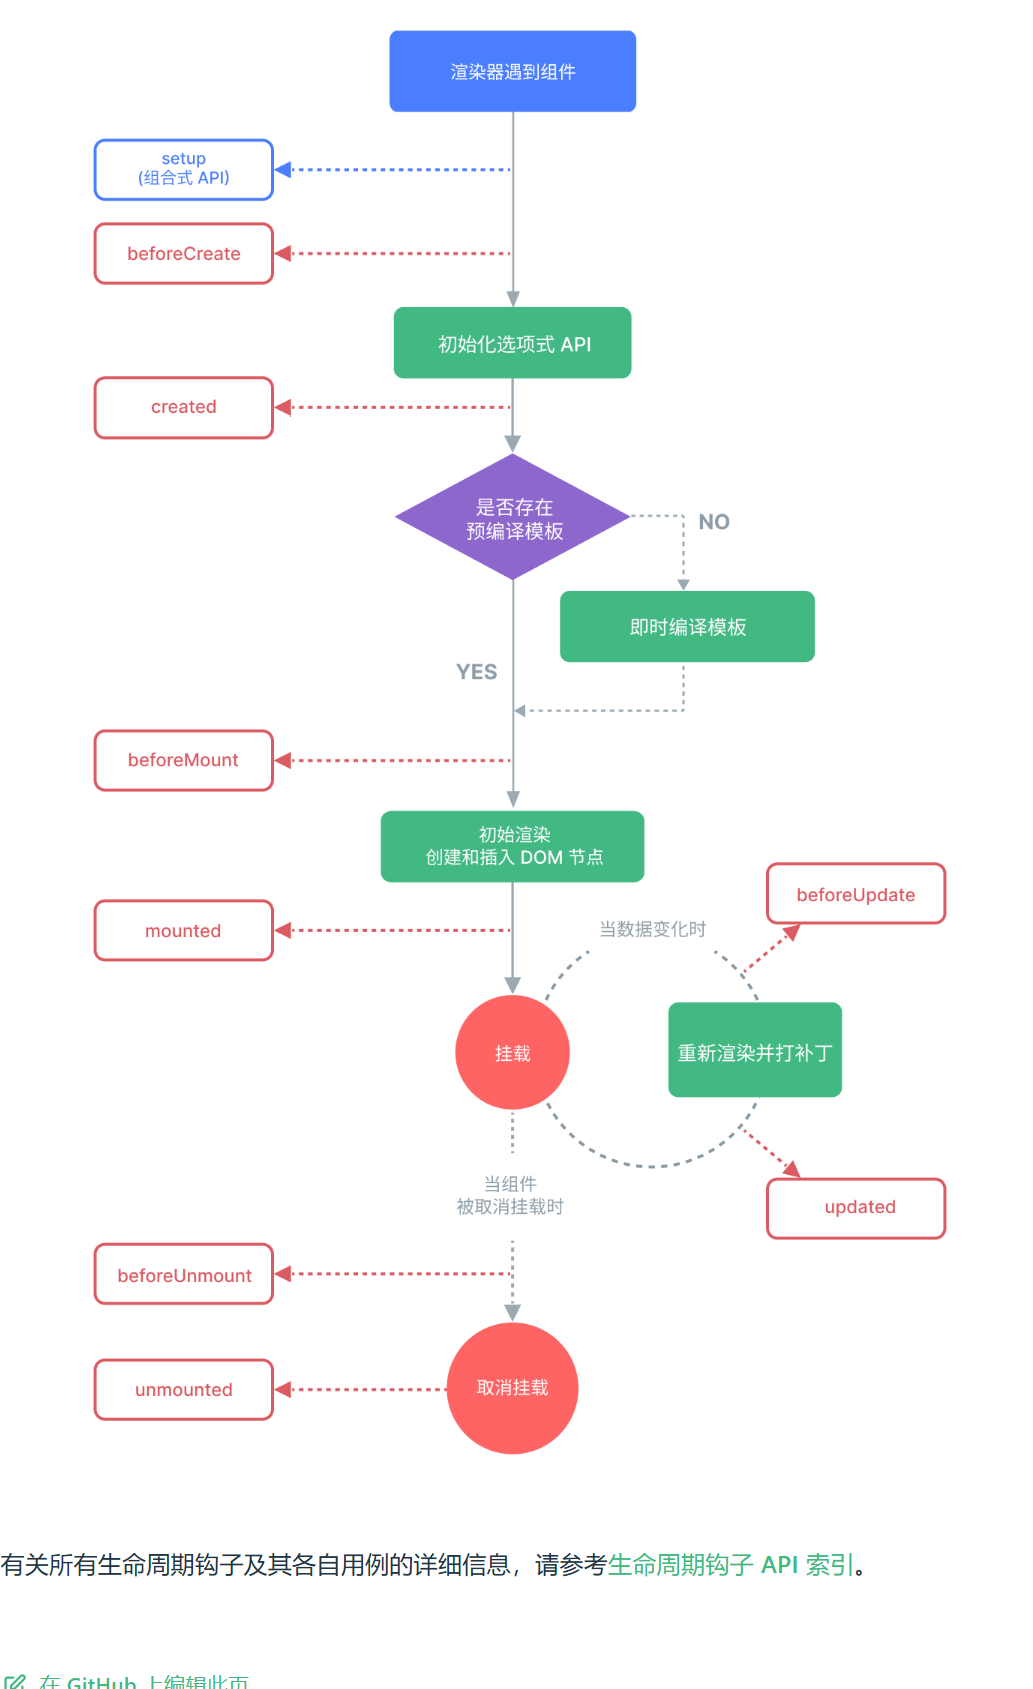 渲染器遇到组件
setup
(组合式 API)
beforeCreate
初始化选项式 API
created
是否存在
预编译模板
NO
即时编译模板
YES
beforeMount
初始渲染
创建和插入 DOM 节点
beforeUpdate
mounted
当数据变化时
挂载
重新渲染并打补丁
当组件
被取消挂载时
updated
beforeUnmount
unmounted
取消挂载
有关所有生命周期钩子及其各自用例的详细信息，请参考生命周期钩子 API 索引。
在 GitHub 上编辑此页